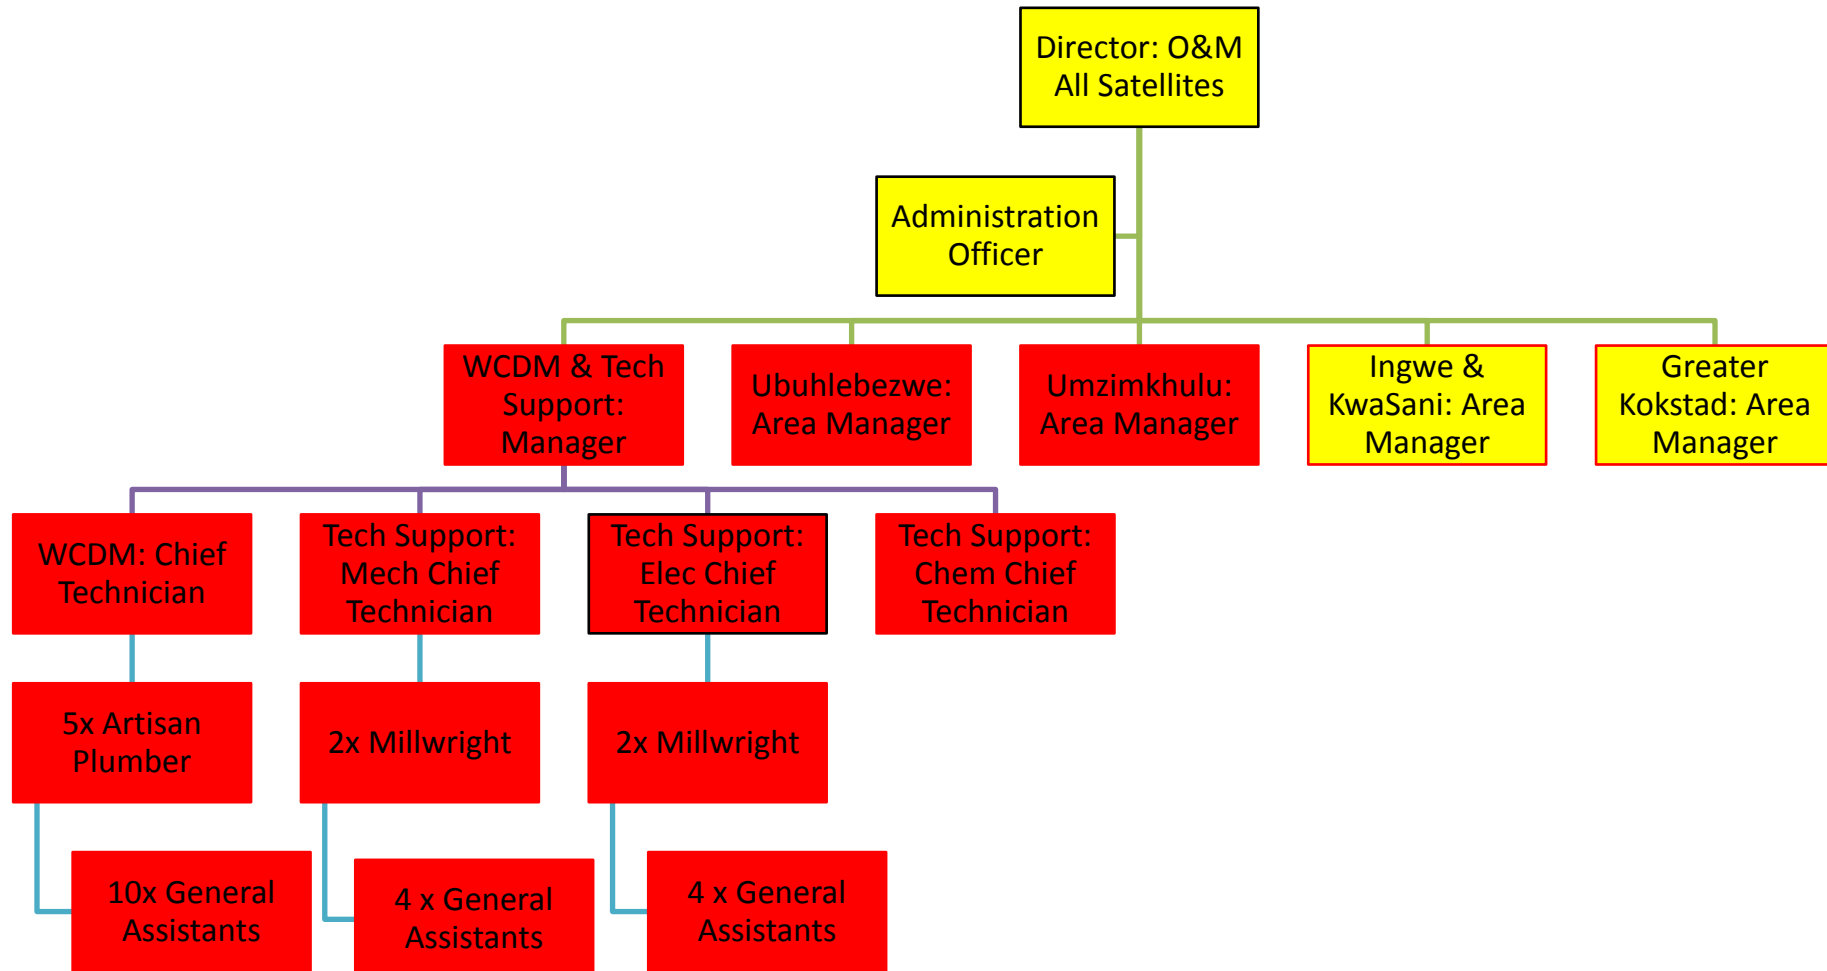 Director: O&M
All Satellites
Administration
Officer
WCDM & Tech
Support:
Manager
Ubuhlebezwe:
Area Manager
Umzimkhulu:
Area Manager
Ingwe &
KwaSani: Area
Manager
Greater
Kokstad: Area
Manager
WCDM: Chief
Technician
Tech Support:
Mech Chief
Technician
Tech Support:
Elec Chief
Technician
Tech Support:
Chem Chief
Technician
5x Artisan
Plumber
2x Millwright
2x Millwright
10x General
Assistants
4 x General
Assistants
4 x General
Assistants